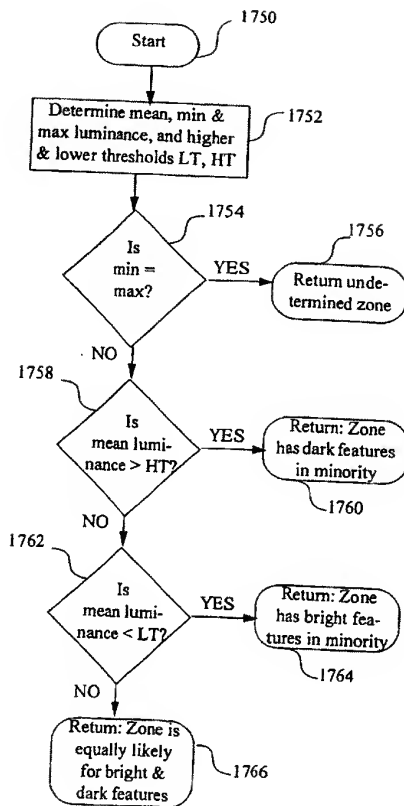 1750
Start
Determine mean, min &
max luminance, and higher
& lower thresholds LT, HT
1752
1754
Is
min =
max?
YES
1756
Return unde-
termined zone
NO
1758
Is
mean lumi-
nance > HT?
YES
Return: Zone
has dark features
in minority
1760
NO
1762
Is
mean lumi-
nance < LT?
YES
Return: Zone
has bright fea-
tures in minority
1764
NO
Return: Zone is
equally likely
for bright &
dark features
1766